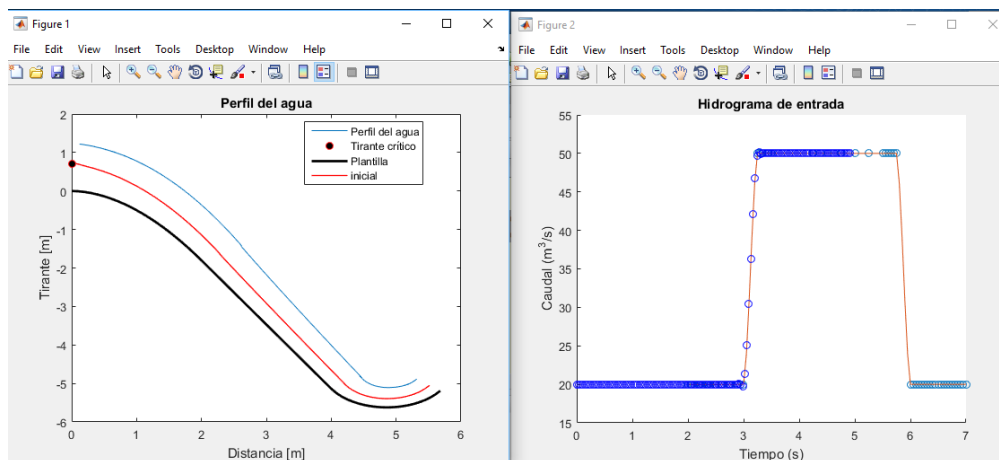 Figure 1
File Edit View Insert Tools Desktop Window Help
Perfil del agua
2
1
0
-1
-2
-3
-4
-5
-6
Tirante [m]
Perfil del agua
Tirante crítico
Plantilla
inicial
0 1 2 3 4 5 6
Distancia [m]
Figure 2
File Edit View Insert Tools Desktop Window Help
Hidrograma de entrada
55
50
45
40
35
30
25
20
15
Caudal (m³/s)
0 1 2 3 4 5 6 7
Tiempo (s)